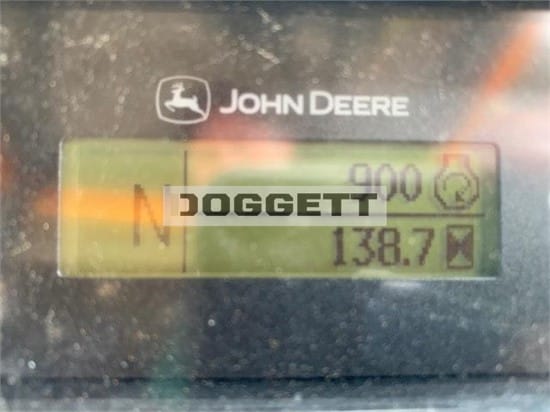 JOHN DEERE
900
DOGGETT
N
138.7